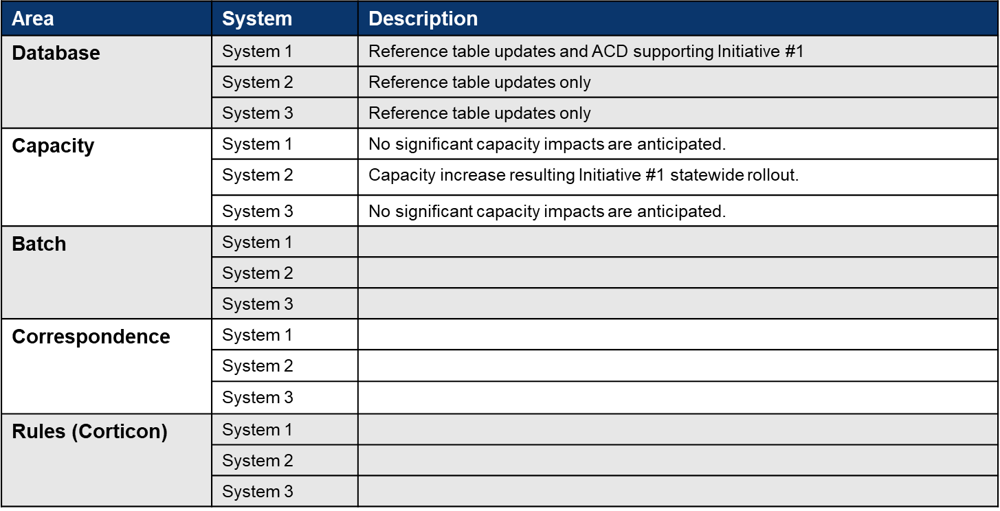 Area System Description
Database System 1 Reference table updates and ACD supporting Initiative #1
System 2 Reference table updates only
System 3 Reference table updates only
Capacity System 1 No significant capacity impacts are anticipated.
System 2 Capacity increase resulting Initiative #1 statewide rollout.
System 3 No significant capacity impacts are anticipated.
Batch System 1
System 2
System 3
Correspondence System 1
System 2
System 3
Rules (Corticon) System 1
System 2
System 3